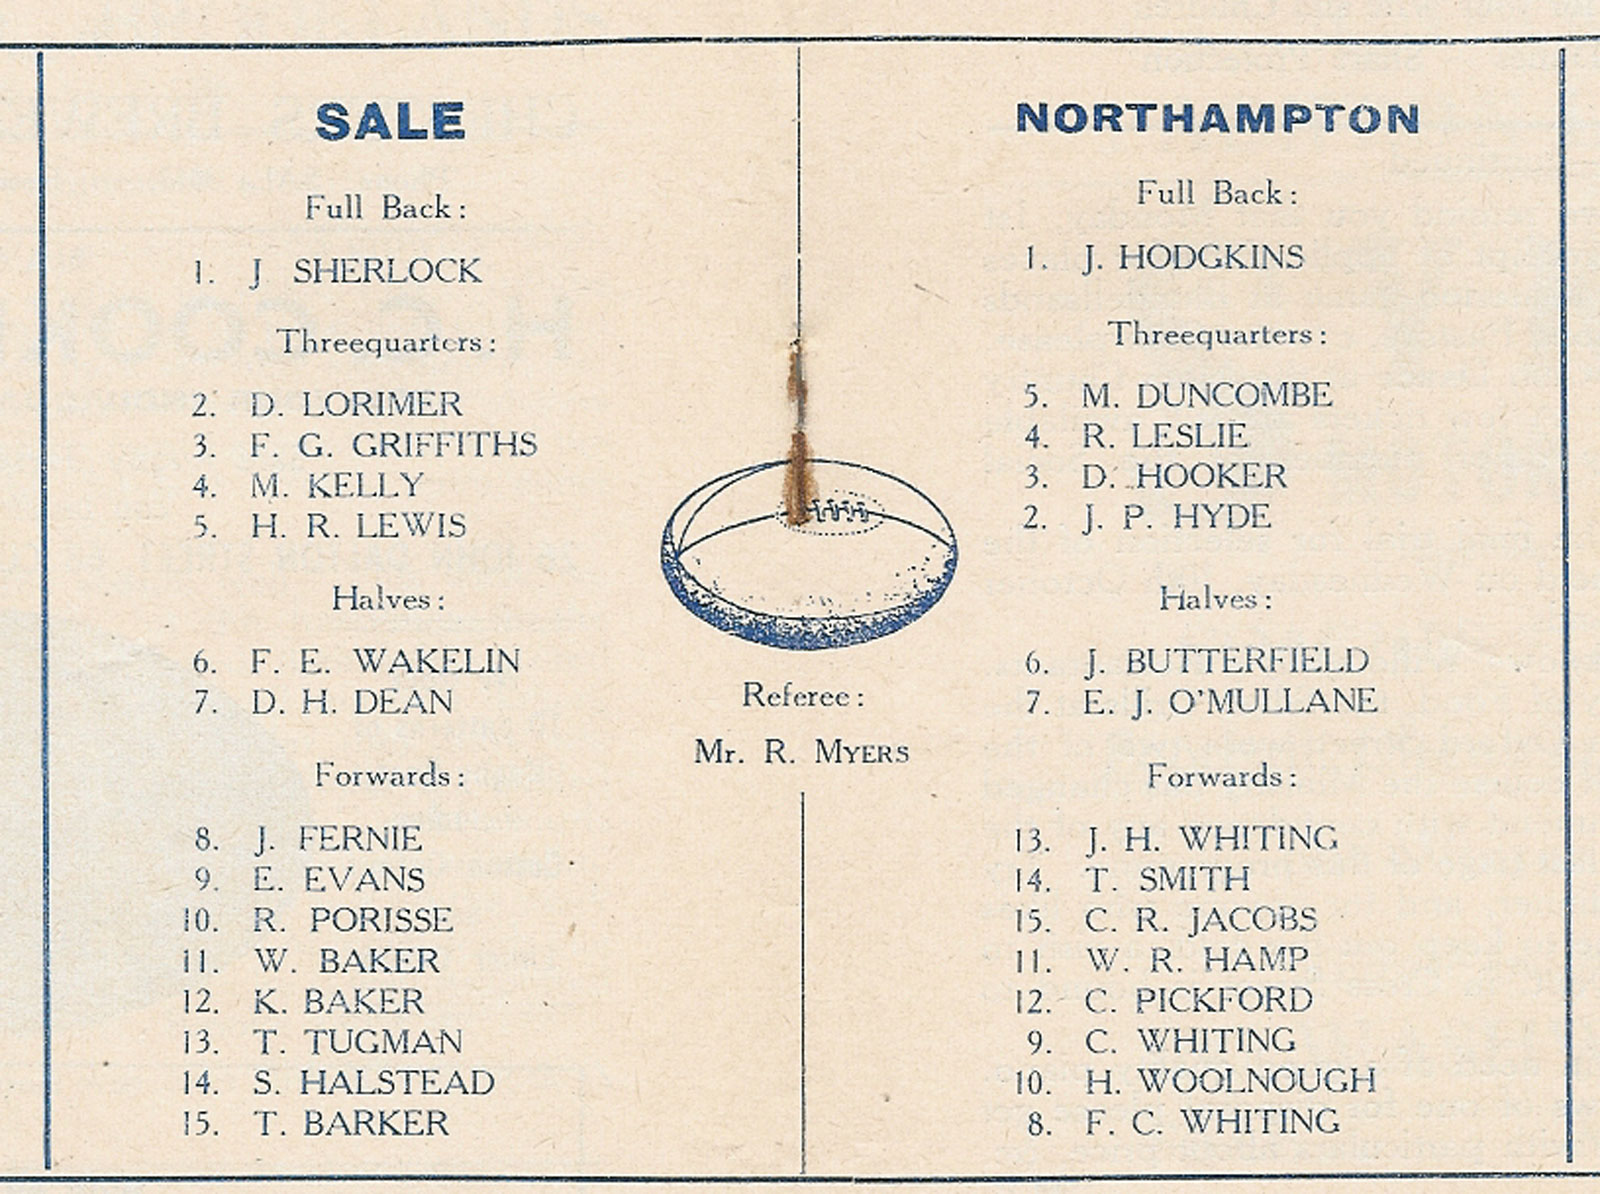 SALE
Full Back:
1. J SHERLOCK
Threequarters:
2. D. LORIMER
3. F. G. GRIFFITHS
4. M. KELLY
5. H. R. LEWIS
Halves:
6. F. E. WAKELIN
7. D. H. DEAN
Forwards:
8. J. FERNIE
9. E. EVANS
10. R. PORISSE
11. W. BAKER
12. K. BAKER
13. T. TUGMAN
14. S. HALSTEAD
15. T. BARKER
Referee:
Mr. R. MYERS
NORTHAMPTON
Full Back:
1. J. HODGKINS
Threequarters:
5. M. DUNCOMBE
4. R. LESLIE
3. D. HOOKER
2. J. P. HYDE
Halves:
6. J. BUTTERFIELD
7. E. J. O'MULLANE
Forwards:
13. J. H. WHITING
14. T. SMITH
15. C. R. JACOBS
11. W. R. HAMP
12. C. PICKFORD
9. C. WHITING
10. H. WOOLNOUGH
8. F. C. WHITING